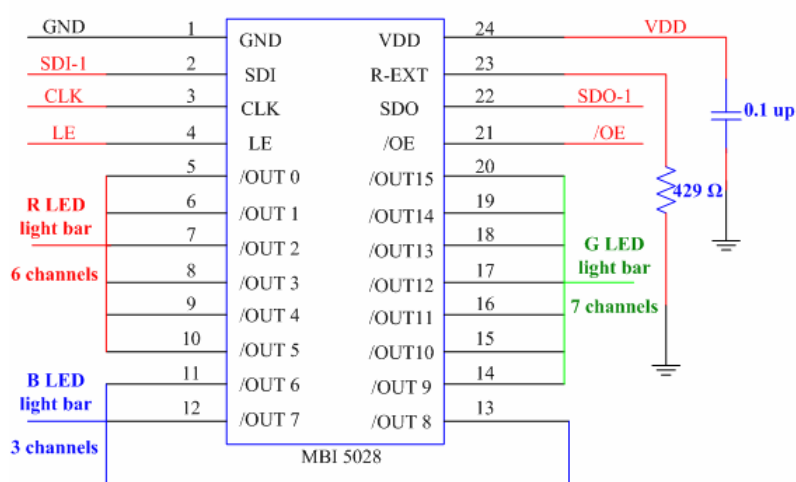 GND 1 GND VDD 24 VDD
SDI-1 2 SDI R-EXT 23
CLK 3 CLK SDO 22 SDO-1
0.1 up
LE 4 LE /OE 21 /OE
5 /OUT 0 /OUT15 20
429 Ω
R LED
light bar
6 channels
6 /OUT 1 /OUT14 19
7 /OUT 2 /OUT13 18
G LED
light bar
7 channels
8 /OUT 3 /OUT12 17
9 /OUT 4 /OUT11 16
10 /OUT 5 /OUT10 15
11 /OUT 6 /OUT 9 14
B LED
light bar
3 channels
12 /OUT 7 /OUT 8 13
MBI 5028